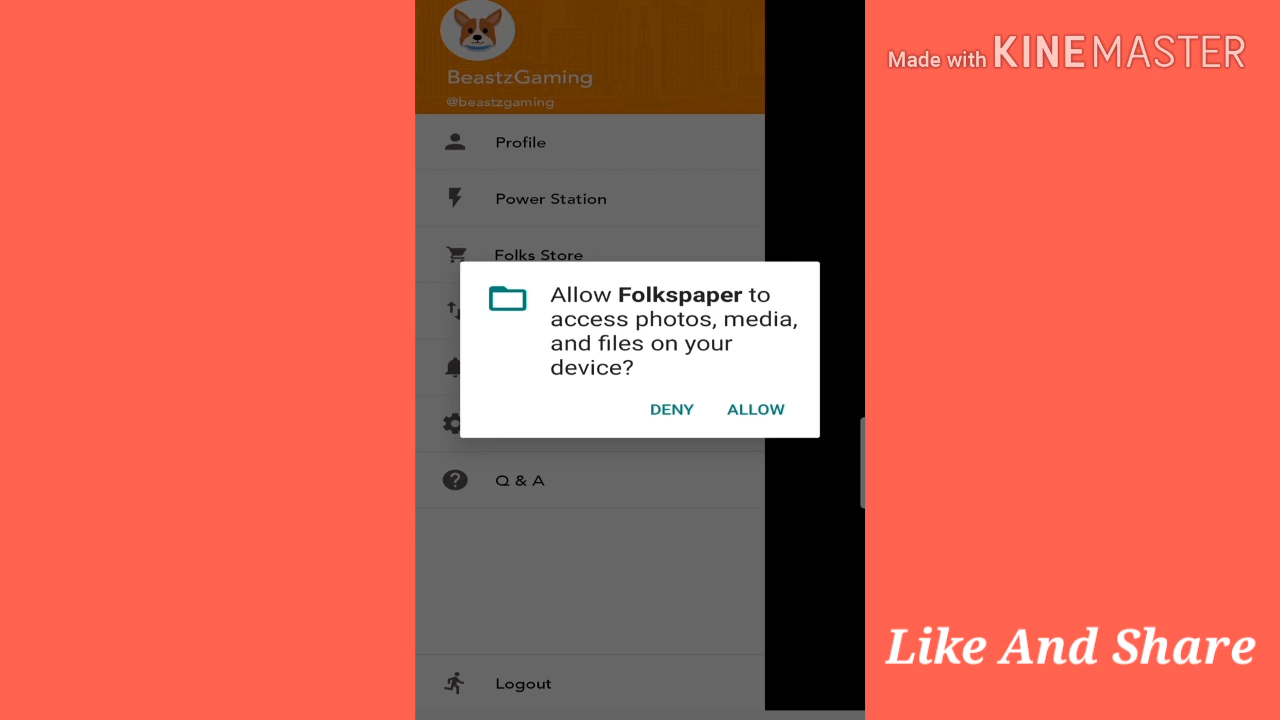 Made with KINEMASTER
BeastzGaming
@beastzgaming
Profile
Power Station
Folks Store
Allow Folkspaper to
access photos, media,
and files on your
device?
DENY ALLOW
Q & A
Logout
Like And Share